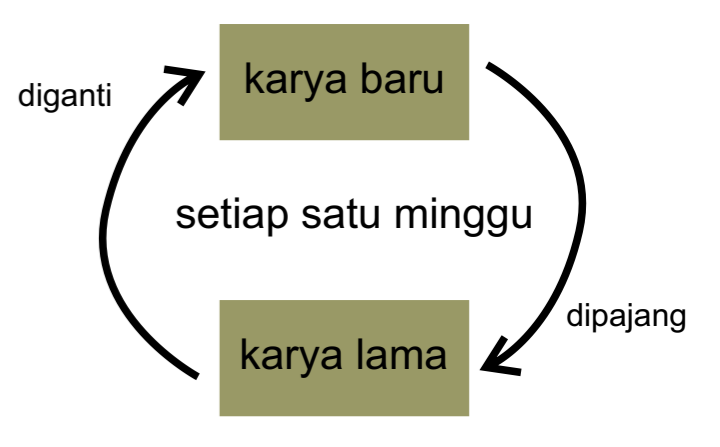 karya baru
diganti
setiap satu minggu
dipajang
karya lama